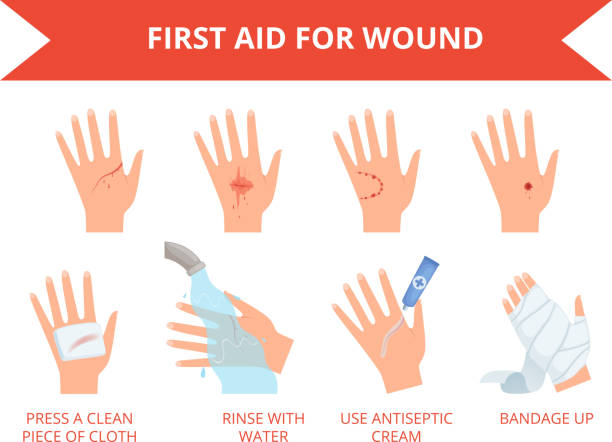 FIRST AID FOR WOUND
PRESS A CLEAN
PIECE OF CLOTH
RINSE WITH
WATER
USE ANTISEPTIC
CREAM
BANDAGE UP